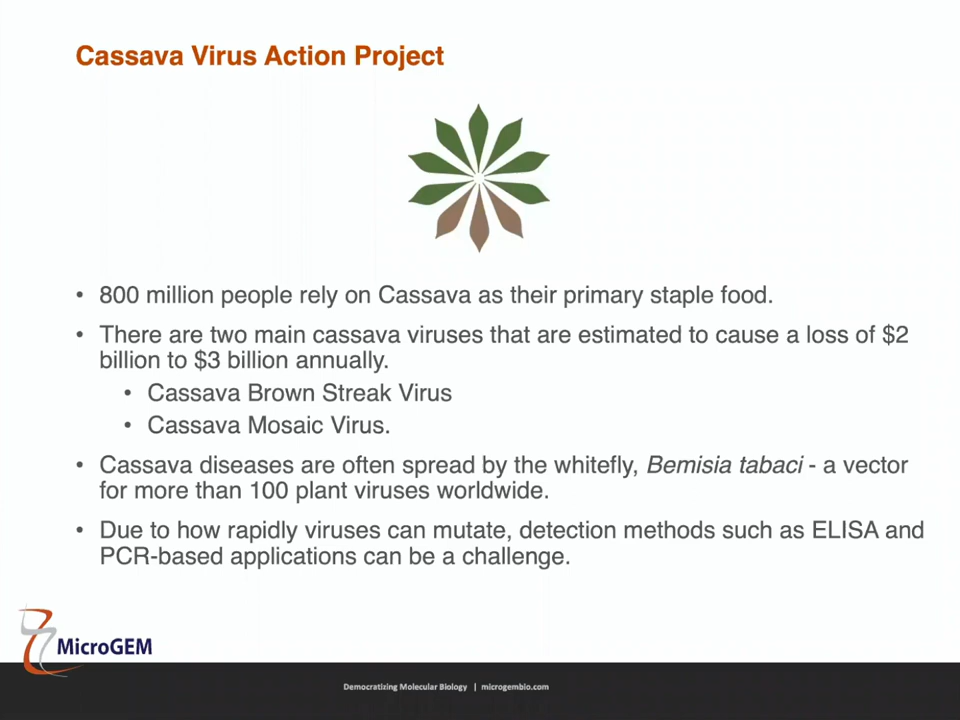 Cassava Virus Action Project
• 800 million people rely on Cassava as their primary staple food.
• There are two main cassava viruses that are estimated to cause a loss of $2
billion to $3 billion annually.
• Cassava Brown Streak Virus
• Cassava Mosaic Virus.
• Cassava diseases are often spread by the whitefly, Bemisia tabaci - a vector
for more than 100 plant viruses worldwide.
• Due to how rapidly viruses can mutate, detection methods such as ELISA and
PCR-based applications can be a challenge.
MicroGEM
Democratizing Molecular Biology | microgembio.com